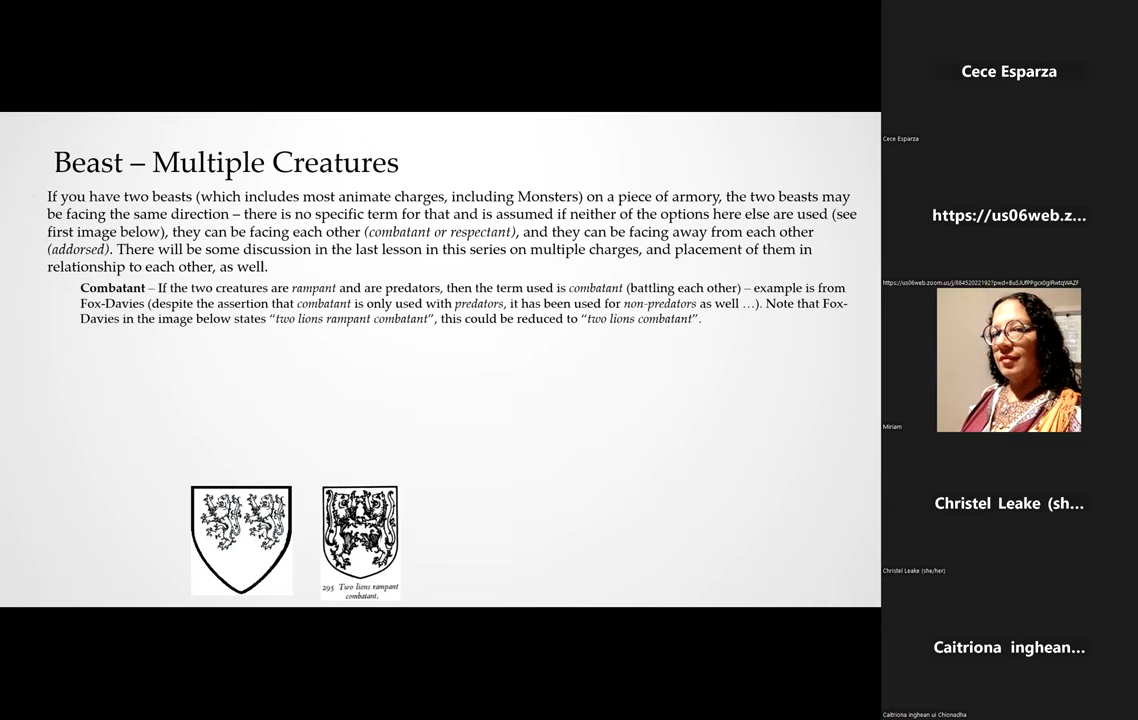 Beast – Multiple Creatures
If you have two beasts (which includes most animate charges, including Monsters) on a piece of armory, the two beasts may
be facing the same direction – there is no specific term for that and is assumed if neither of the options here else are used (see
first image below), they can be facing each other (combatant or respectant), and they can be facing away from each other
(addorsed). There will be some discussion in the last lesson in this series on multiple charges, and placement of them in
relationship to each other, as well.
Combatant – If the two creatures are rampant and are predators, then the term used is combatant (battling each other) – example is from
Fox-Davies (despite the assertion that combatant is only used with predators, it has been used for non-predators as well …). Note that Fox-
Davies in the image below states “two lions rampant combatant”, this could be reduced to “two lions combatant”.
295 Two lions rampant
combatant.
Cece Esparza
Cece Esparza
https://us06web.z...
Miriam
Christel Leake (sh...
Christel Leake (she/her)
Caitriona inghean...
Caitriona inghean ui Chionadha